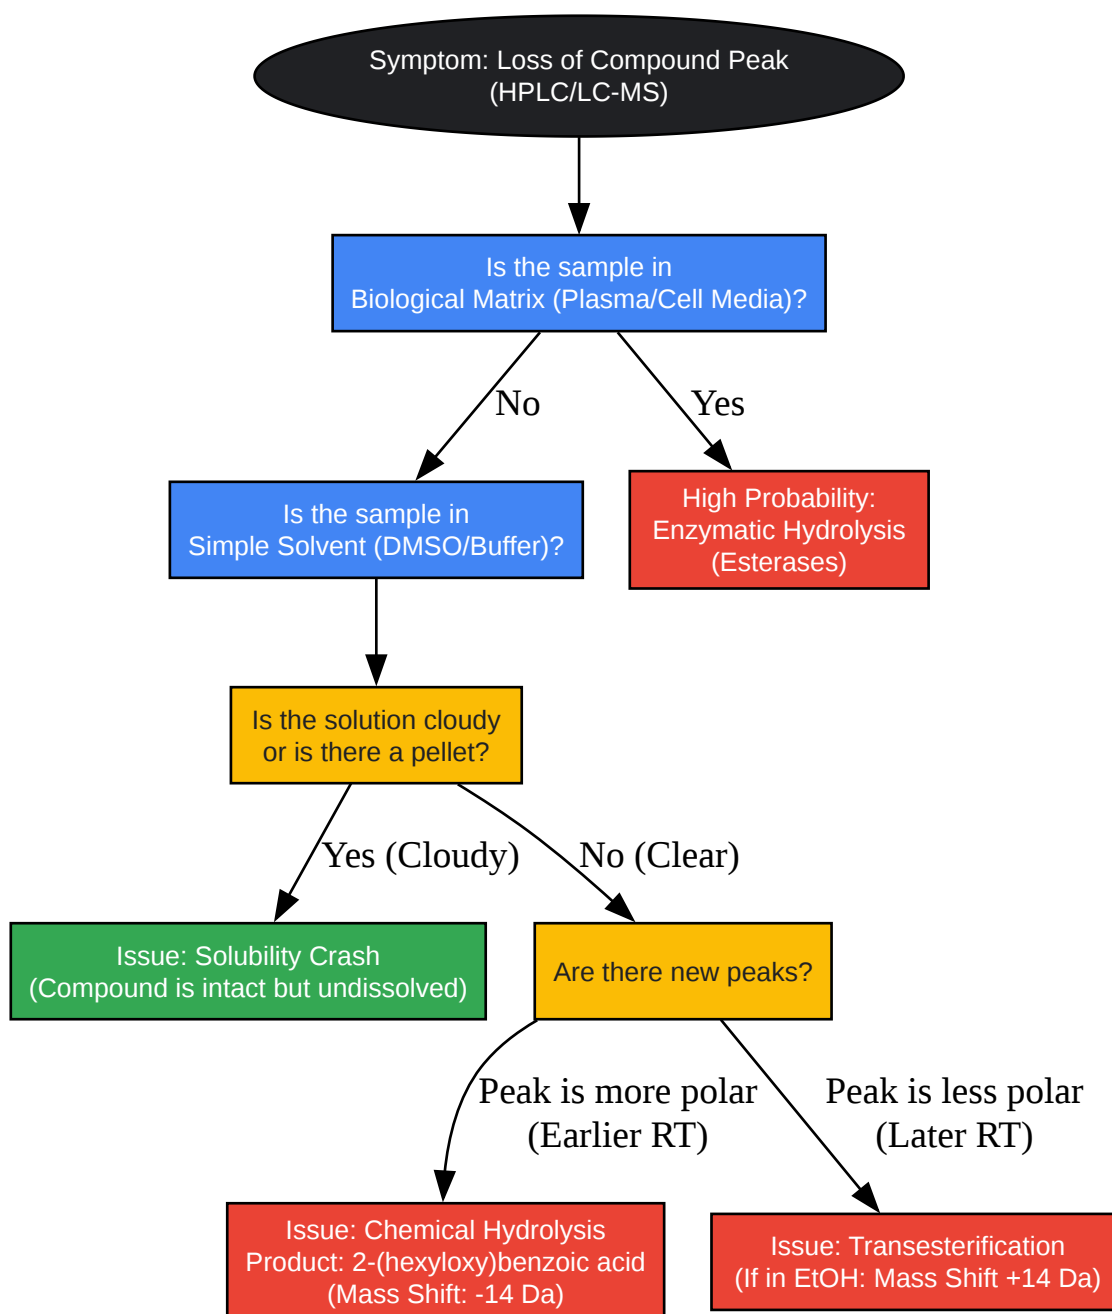 Symptom: Loss of Compound Peak
(HPLC/LC-MS)
Is the sample in
Biological Matrix (Plasma/Cell Media)?
No
Yes
Is the sample in
Simple Solvent (DMSO/Buffer)?
High Probability:
Enzymatic Hydrolysis
(Esterases)
Is the solution cloudy
or is there a pellet?
Yes (Cloudy)
No (Clear)
Issue: Solubility Crash
(Compound is intact but undissolved)
Are there new peaks?
Peak is more polar
(Earlier RT)
Peak is less polar
(Later RT)
Issue: Chemical Hydrolysis
Product: 2-(hexyloxy)benzoic acid
(Mass Shift: -14 Da)
Issue: Transesterification
(If in EtOH: Mass Shift +14 Da)